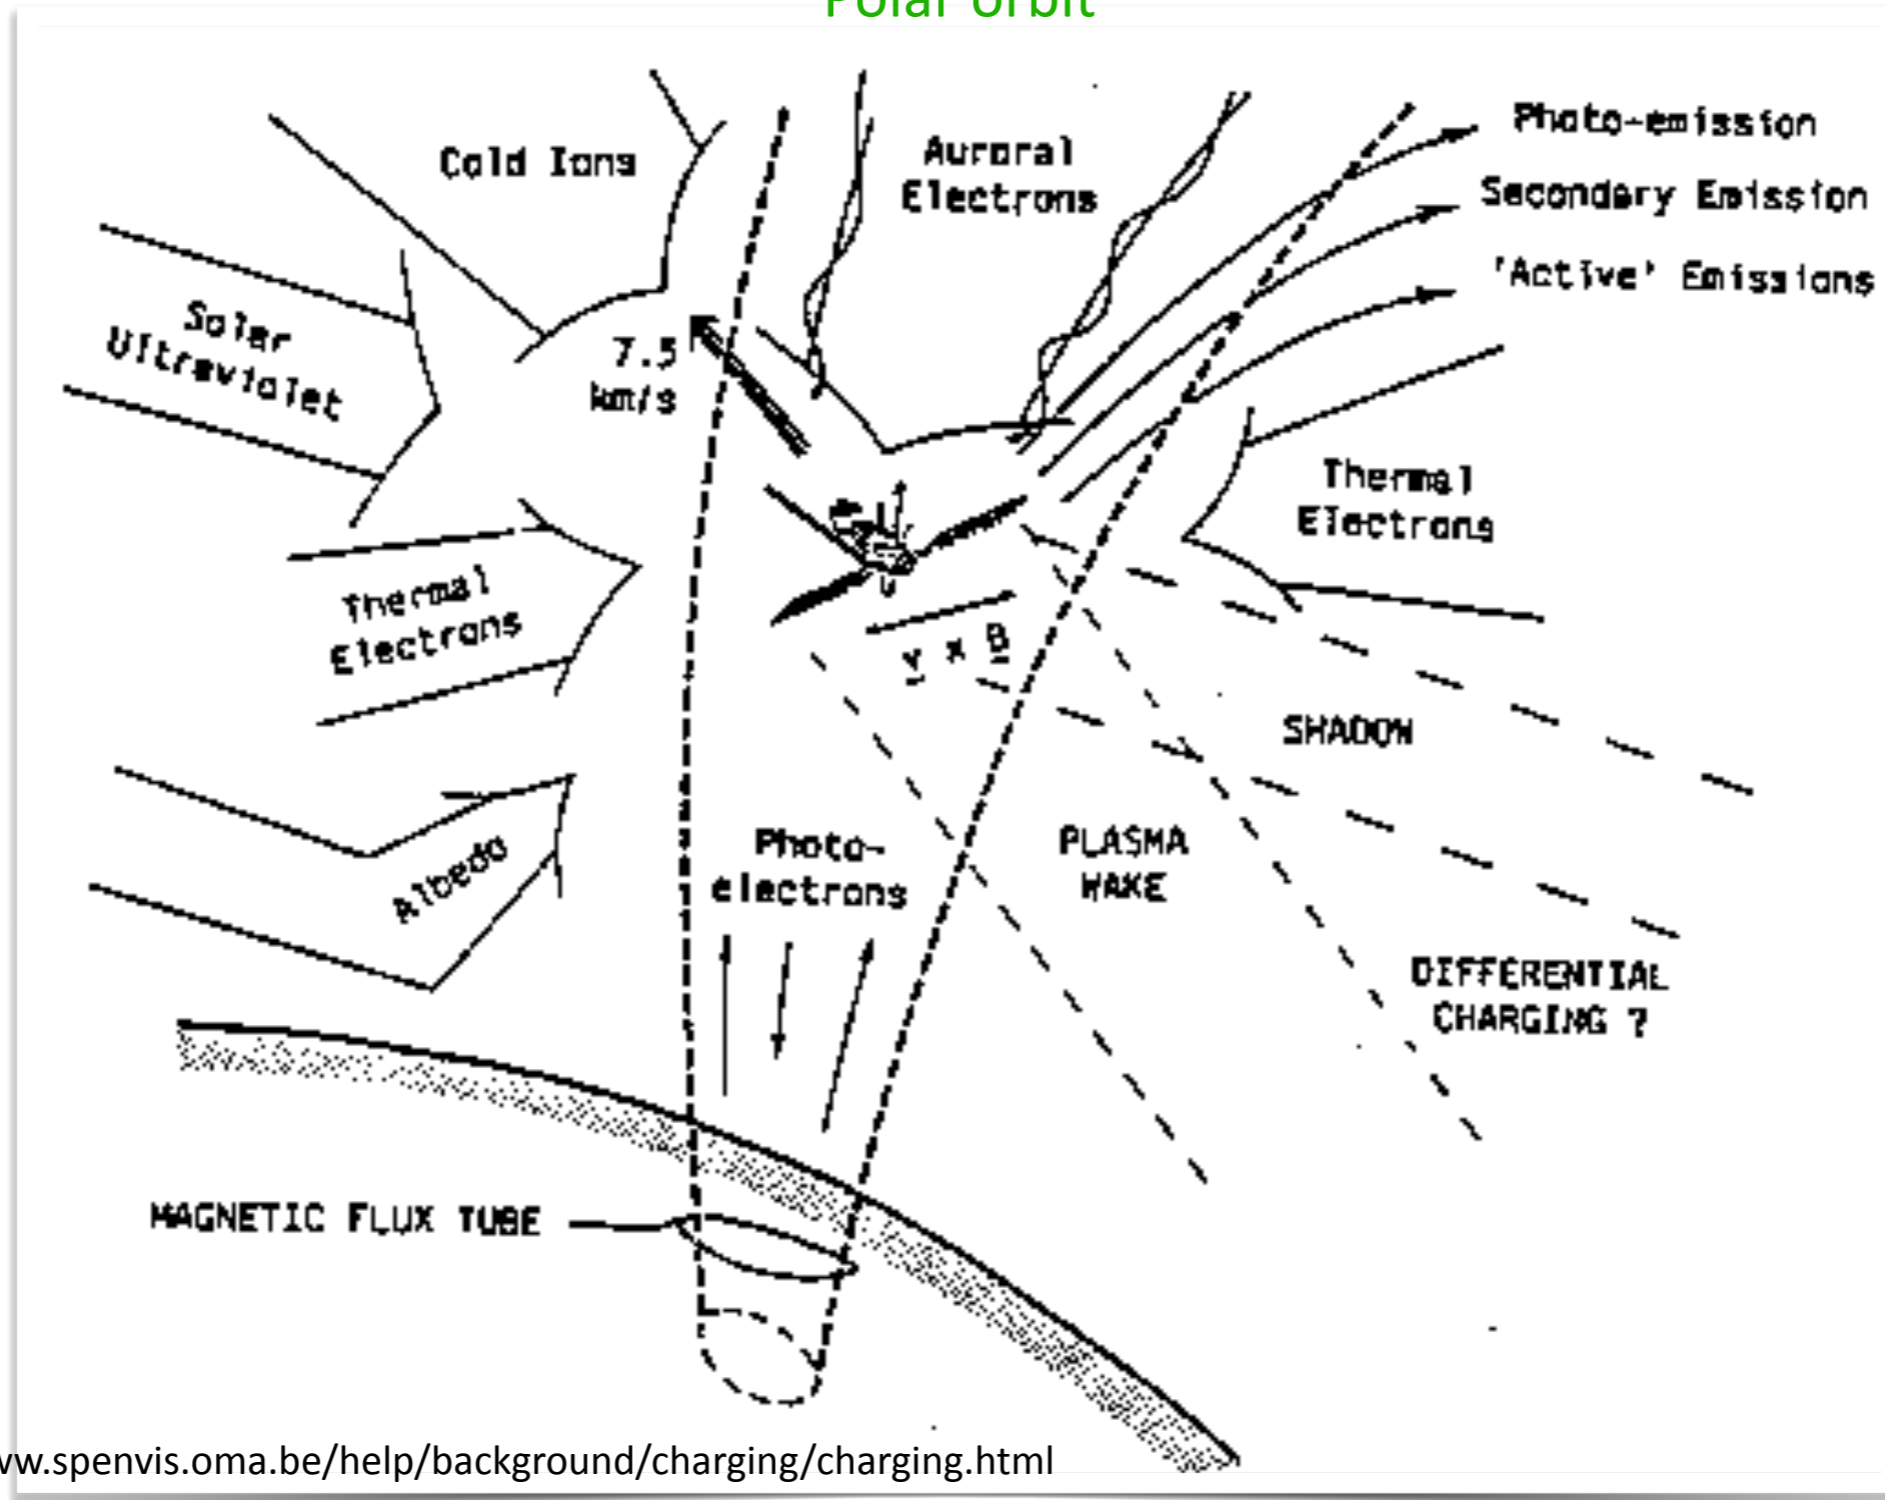 Polar orbit
Cold Ions
Auroral
Electrons
Photo-emission
Secondary Emission
'Active' Emissions
Solar
Ultraviolet
7.5
km/s
Thermal
Electrons
Thermal
Electrons
V x B
SHADOW
Albedo
Photo-
electrons
PLASMA
WAKE
DIFFERENTIAL
CHARGING ?
MAGNETIC FLUX TUBE
ww.spenvis.oma.be/help/background/charging/charging.html